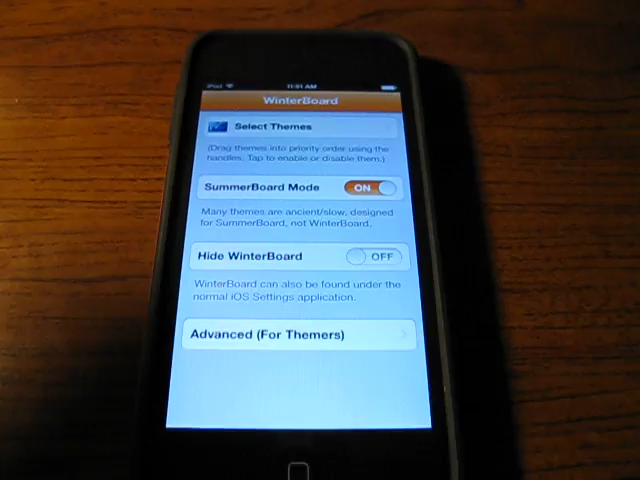 iPod 11:51 AM
WinterBoard
Select Themes
(Drag themes into priority order using the
handles. Tap to enable or disable them.)
SummerBoard Mode ON
Many themes are ancient/slow, designed
for SummerBoard, not WinterBoard.
Hide WinterBoard OFF
WinterBoard can also be found under the
normal iOS Settings application.
Advanced (For Themers)